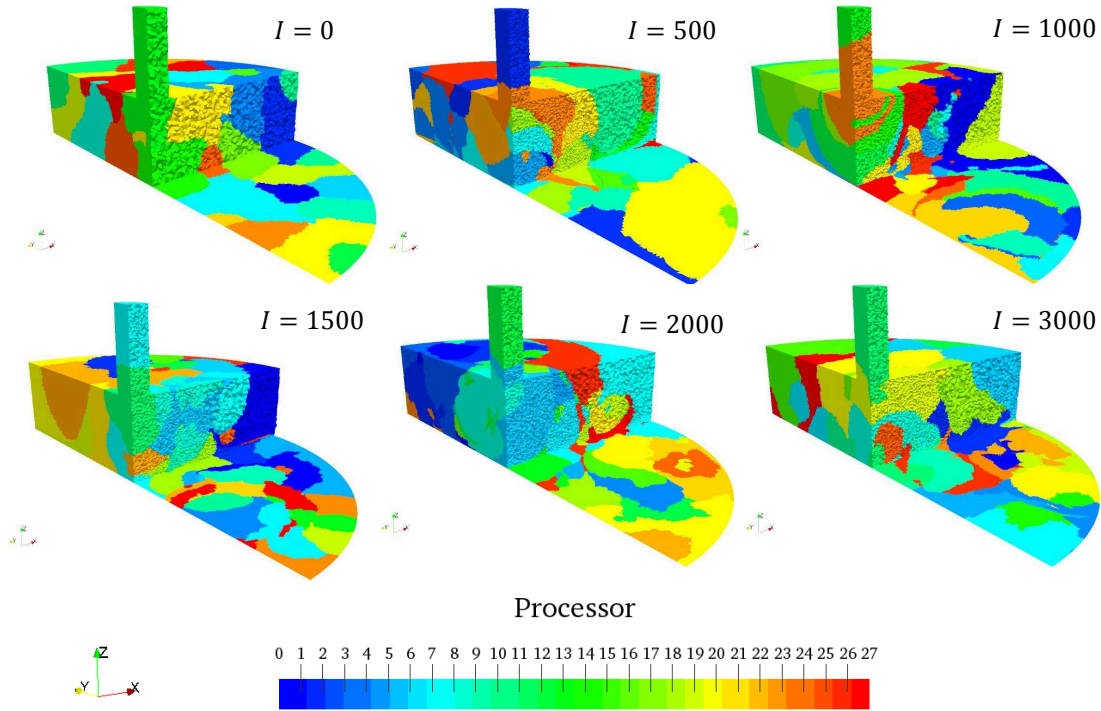 I = 0
I = 500
I = 1000
I = 1500
I = 2000
I = 3000
Processor
0 1 2 3 4 5 6 7 8 9 10 11 12 13 14 15 16 17 18 19 20 21 22 23 24 25 26 27
Z
Y X